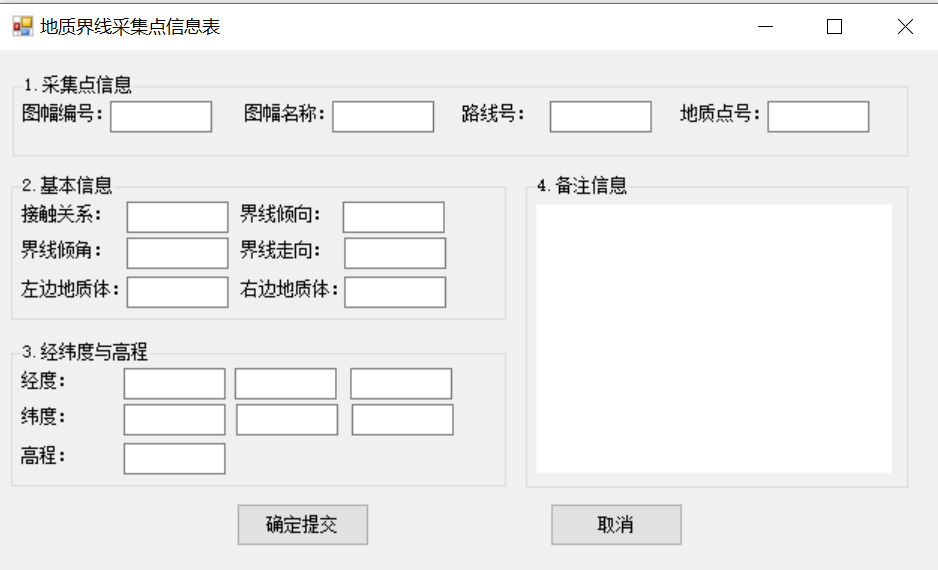 地质界线采集点信息表
1.采集点信息
图幅编号： 图幅名称： 路线号： 地质点号：
2.基本信息
接触关系： 界线倾向：
界线倾角： 界线走向：
左边地质体： 右边地质体：
3.经纬度与高程
经度：
纬度：
高程：
4.备注信息
确定提交 取消